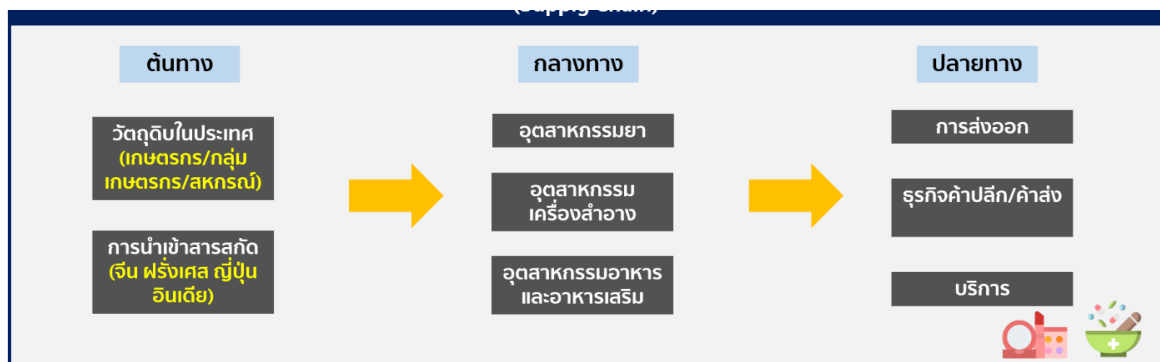 (Supply Chain)
ต้นทาง
กลางทาง
ปลายทาง
วัตถุดิบในประเทศ
(เกษตรกร/กลุ่ม
เกษตรกร/สหกรณ์)
การนำเข้าสารสกัด
(จีน ฝรั่งเศส ญี่ปุ่น
อินเดีย)
อุตสาหกรรมยา
อุตสาหกรรม
เครื่องสำอาง
อุตสาหกรรมอาหาร
และอาหารเสริม
การส่งออก
ธุรกิจค้าปลีก/ค้าส่ง
บริการ